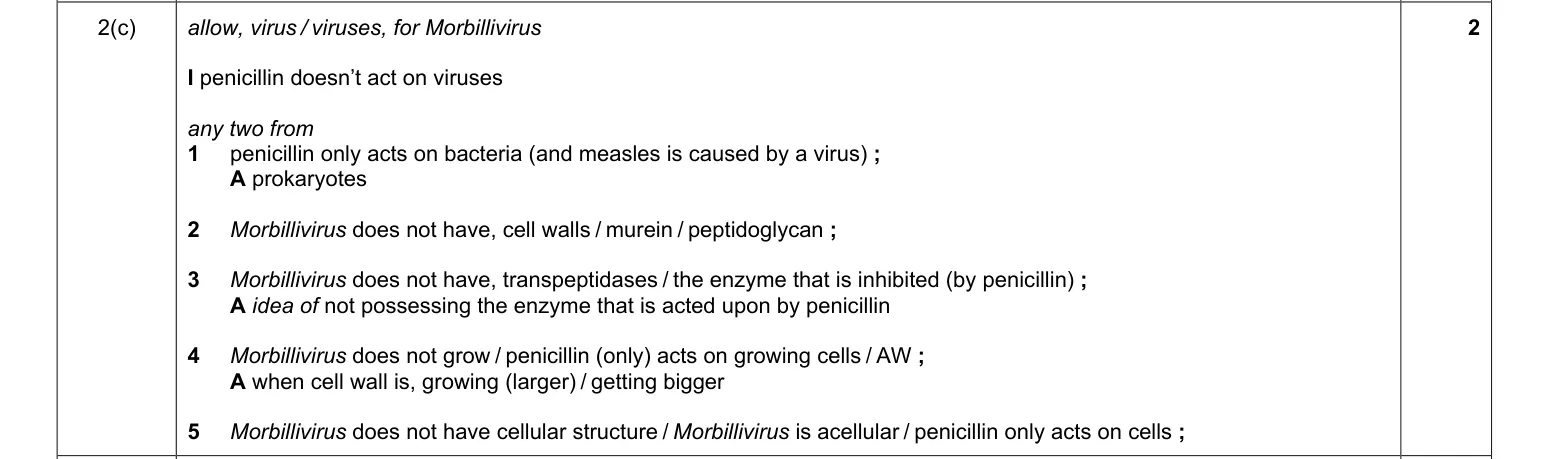 2(c) allow, virus / viruses, for Morbillivirus 2
I penicillin doesn’t act on viruses
any two from
1 penicillin only acts on bacteria (and measles is caused by a virus) ;
A prokaryotes
2 Morbillivirus does not have, cell walls / murein / peptidoglycan ;
3 Morbillivirus does not have, transpeptidases / the enzyme that is inhibited (by penicillin) ;
A idea of not possessing the enzyme that is acted upon by penicillin
4 Morbillivirus does not grow / penicillin (only) acts on growing cells / AW ;
A when cell wall is, growing (larger) / getting bigger
5 Morbillivirus does not have cellular structure / Morbillivirus is acellular / penicillin only acts on cells ;